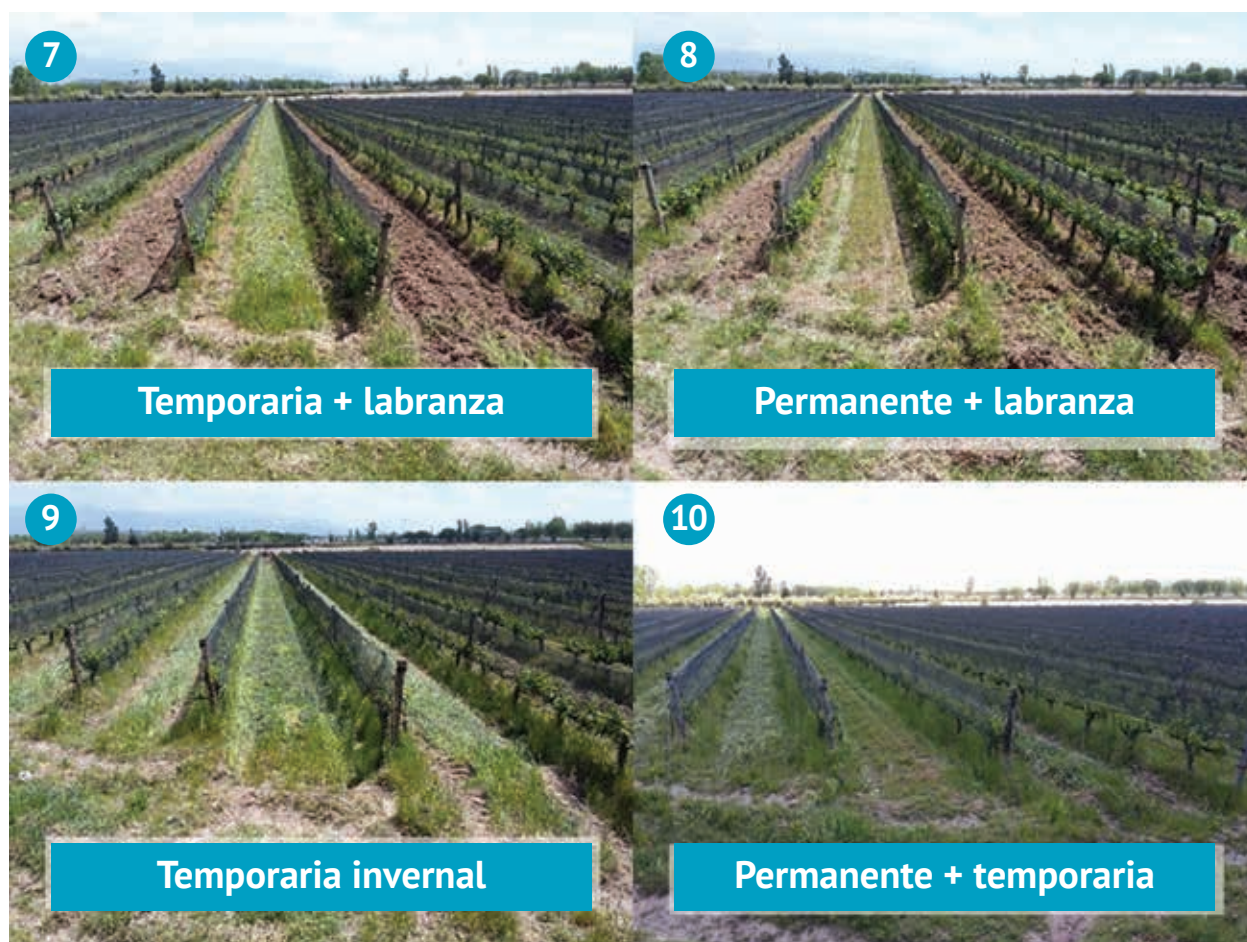 7
8
Temporaria + labranza
Permanente + labranza
9
10
Temporaria invernal
Permanente + temporaria